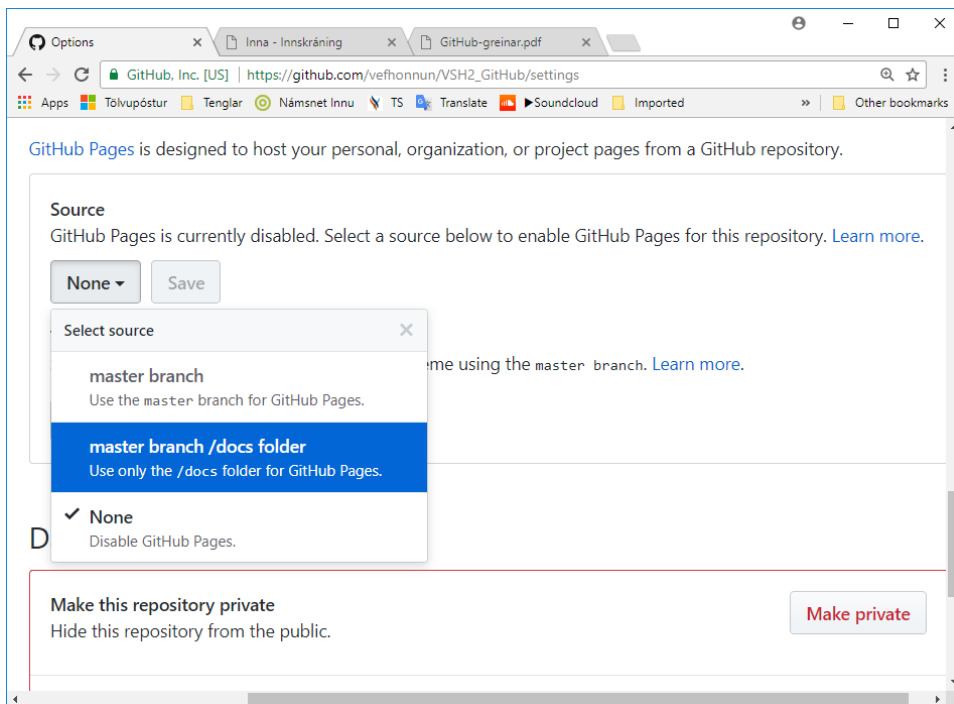 Options
Inna - Innskráning
GitHub-greinar.pdf
GitHub, Inc. [US] | https://github.com/vefhonnun/VSH2_GitHub/settings
Apps Tölvupóstur Tenglar Námsnet Innu TS Translate ▶Soundcloud Imported » Other bookmarks
GitHub Pages is designed to host your personal, organization, or project pages from a GitHub repository.
Source
GitHub Pages is currently disabled. Select a source below to enable GitHub Pages for this repository. Learn more.
None Save
Select source
master branch
Use the master branch for GitHub Pages.
eme using the master branch. Learn more.
master branch /docs folder
Use only the /docs folder for GitHub Pages.
None
Disable GitHub Pages.
D
Make this repository private
Hide this repository from the public.
Make private